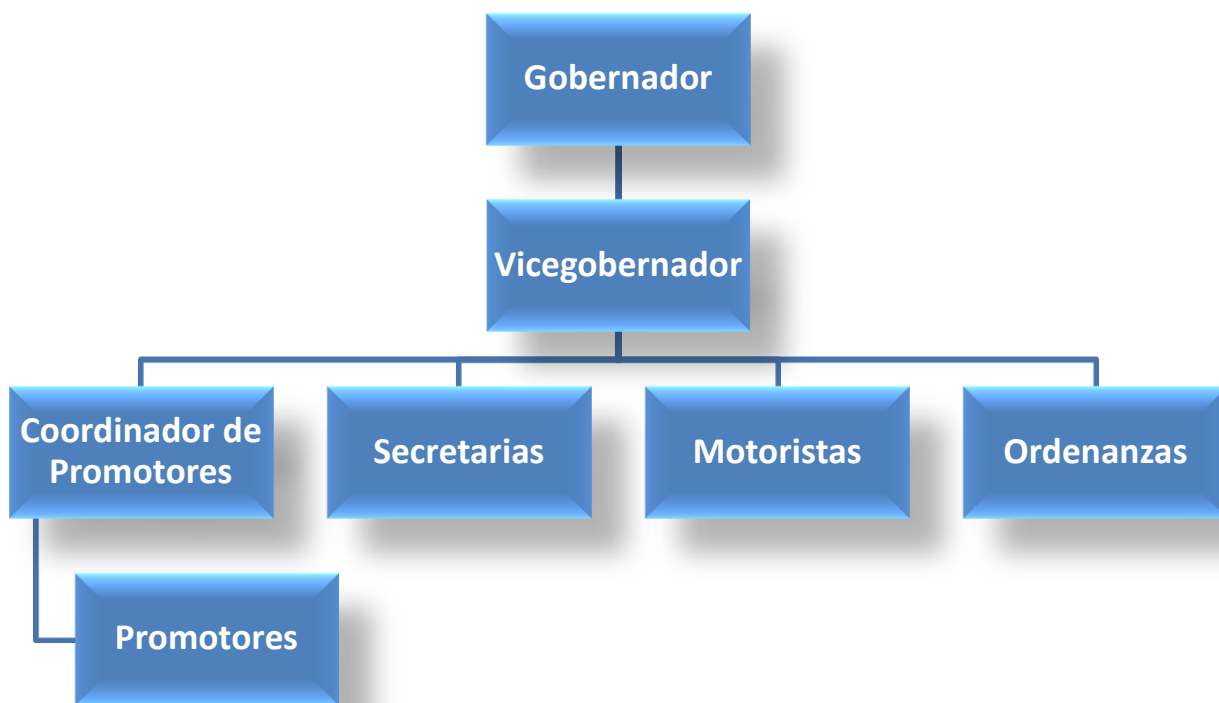 Gobernador
Vicegobernador
Coordinador de
Promotores
Secretarias
Motoristas
Ordenanzas
Promotores